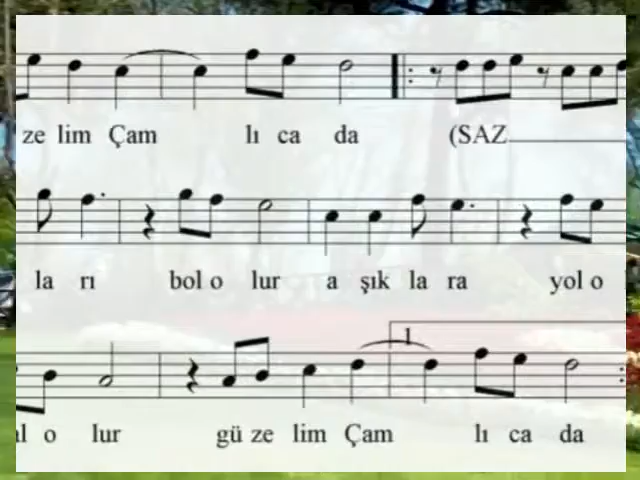 ze lim Çam lı ca da (SAZ
la rı bol o lur a şık la ra yol o
1
l o lur gü ze lim Çam lı ca da